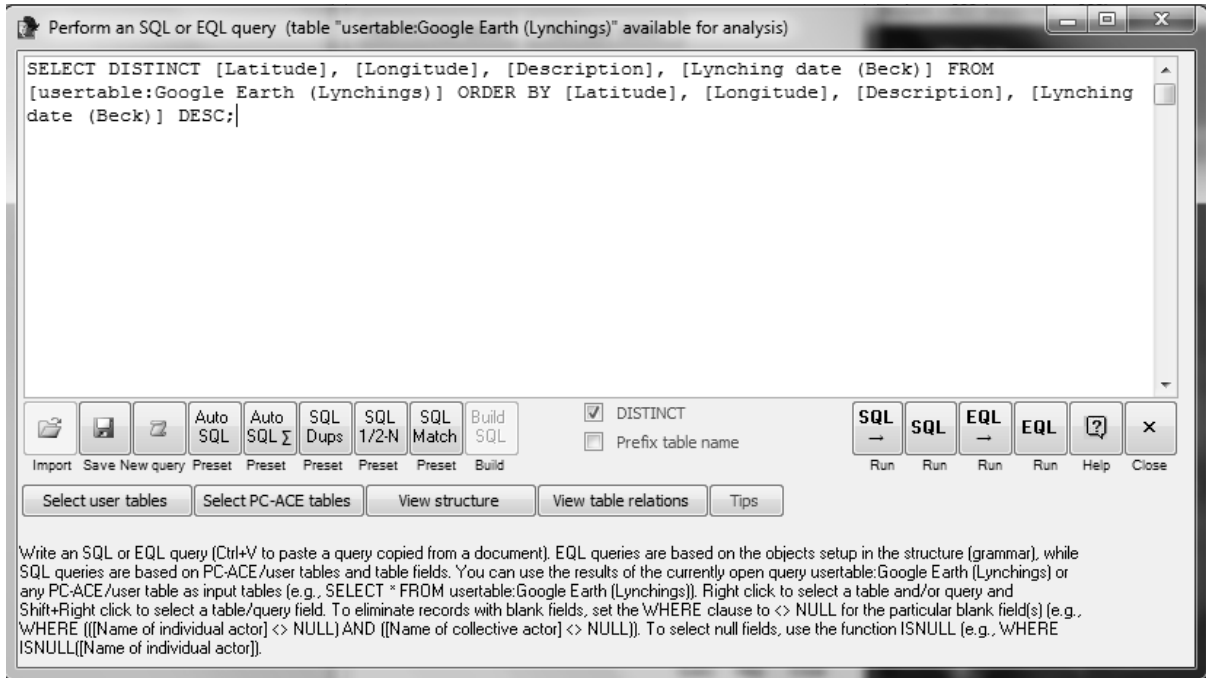 Perform an SQL or EQL query (table "usertable:Google Earth (Lynchings)" available for analysis)
SELECT DISTINCT [Latitude], [Longitude], [Description], [Lynching date (Beck)] FROM
[usertable:Google Earth (Lynchings)] ORDER BY [Latitude], [Longitude], [Description], [Lynching
date (Beck)] DESC;
Auto SQL
Auto SQL Σ
SQL Dups
SQL 1/2-N
SQL Match
Build SQL
DISTINCT
Prefix table name
SQL →
SQL
EQL →
EQL
Import Save New query Preset Preset Preset Preset Preset Build Run Run Run Run Help Close
Select user tables Select PC-ACE tables View structure View table relations Tips
Write an SQL or EQL query (Ctrl+V to paste a query copied from a document). EQL queries are based on the objects setup in the structure (grammar), while
SQL queries are based on PC-ACE/user tables and table fields. You can use the results of the currently open query usertable:Google Earth (Lynchings) or
any PC-ACE/user table as input tables (e.g., SELECT * FROM usertable:Google Earth (Lynchings)). Right click to select a table and/or query and
Shift+Right click to select a table/query field. To eliminate records with blank fields, set the WHERE clause to <> NULL for the particular blank field(s) (e.g.,
WHERE (([Name of individual actor] <> NULL) AND ([Name of collective actor] <> NULL)). To select null fields, use the function ISNULL (e.g., WHERE
ISNULL([Name of individual actor]).